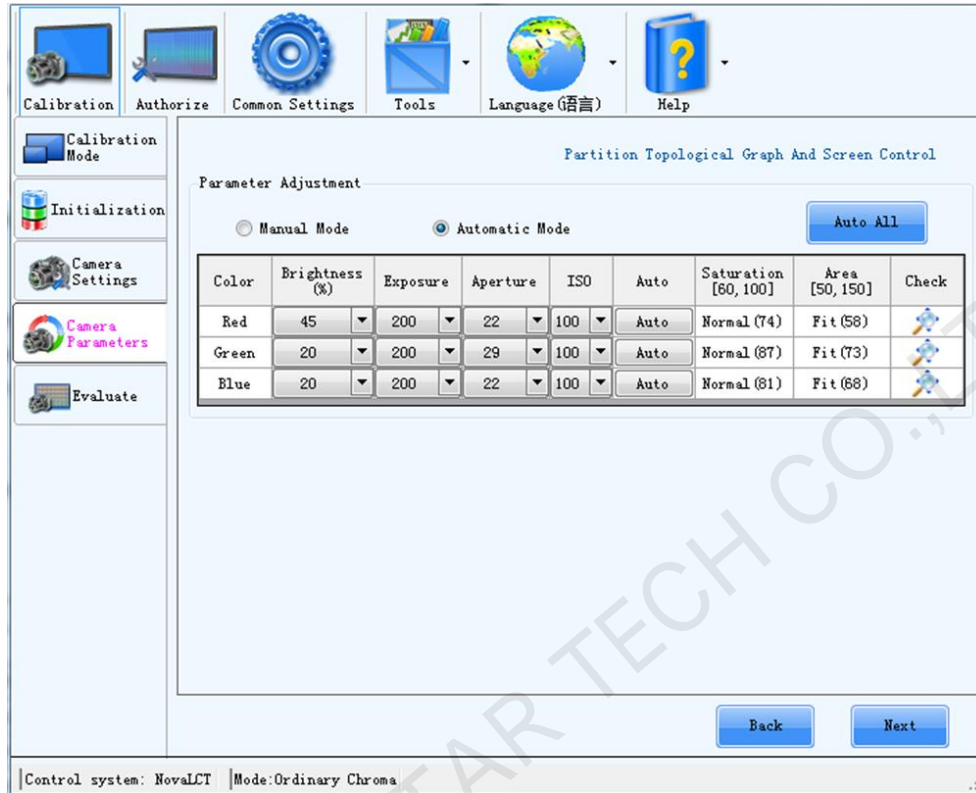 Calibration Authorize Common Settings Tools Language(语言) Help
Calibration Mode
Initialization
Camera Settings
Camera Parameters
Evaluate
Partition Topological Graph And Screen Control
Parameter Adjustment
Manual Mode Automatic Mode Auto All
Color Brightness (%) Exposure Aperture ISO Auto Saturation [60, 100] Area [50, 150] Check
Red 45 200 22 100 Auto Normal(74) Fit(58)
Green 20 200 29 100 Auto Normal(87) Fit(73)
Blue 20 200 22 100 Auto Normal(81) Fit(68)
Back Next
Control system: NovaLCT Mode:Ordinary Chroma
TAR TECH CO.,